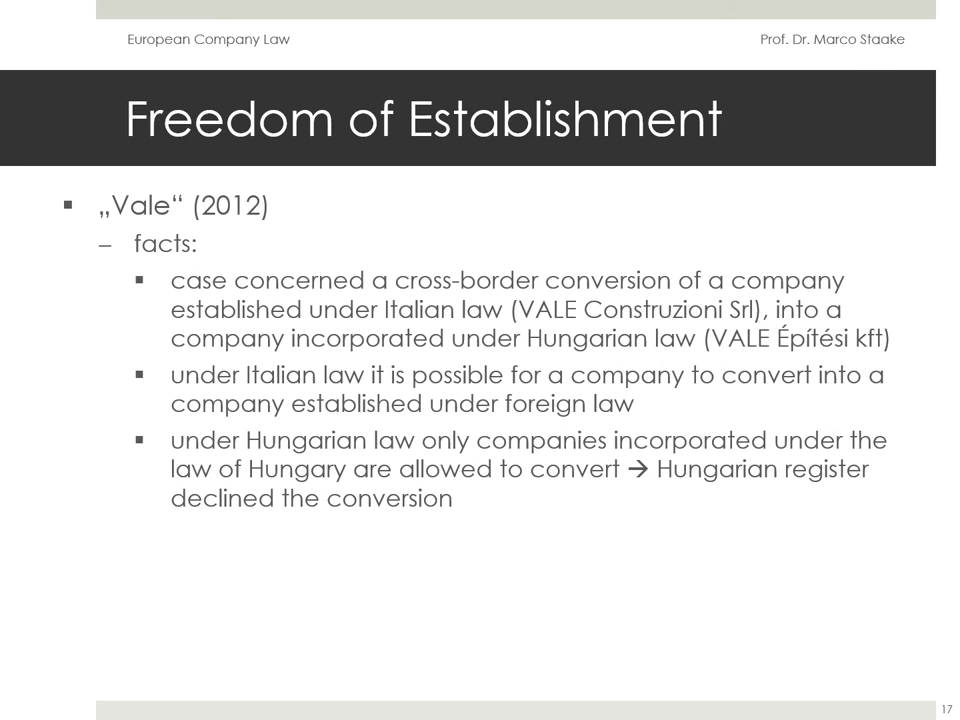 European Company Law
Prof. Dr. Marco Staake
Freedom of Establishment
▪ „Vale“ (2012)
– facts:
▪ case concerned a cross-border conversion of a company
established under Italian law (VALE Construzioni Srl), into a
company incorporated under Hungarian law (VALE Építési kft)
▪ under Italian law it is possible for a company to convert into a
company established under foreign law
▪ under Hungarian law only companies incorporated under the
law of Hungary are allowed to convert → Hungarian register
declined the conversion
17